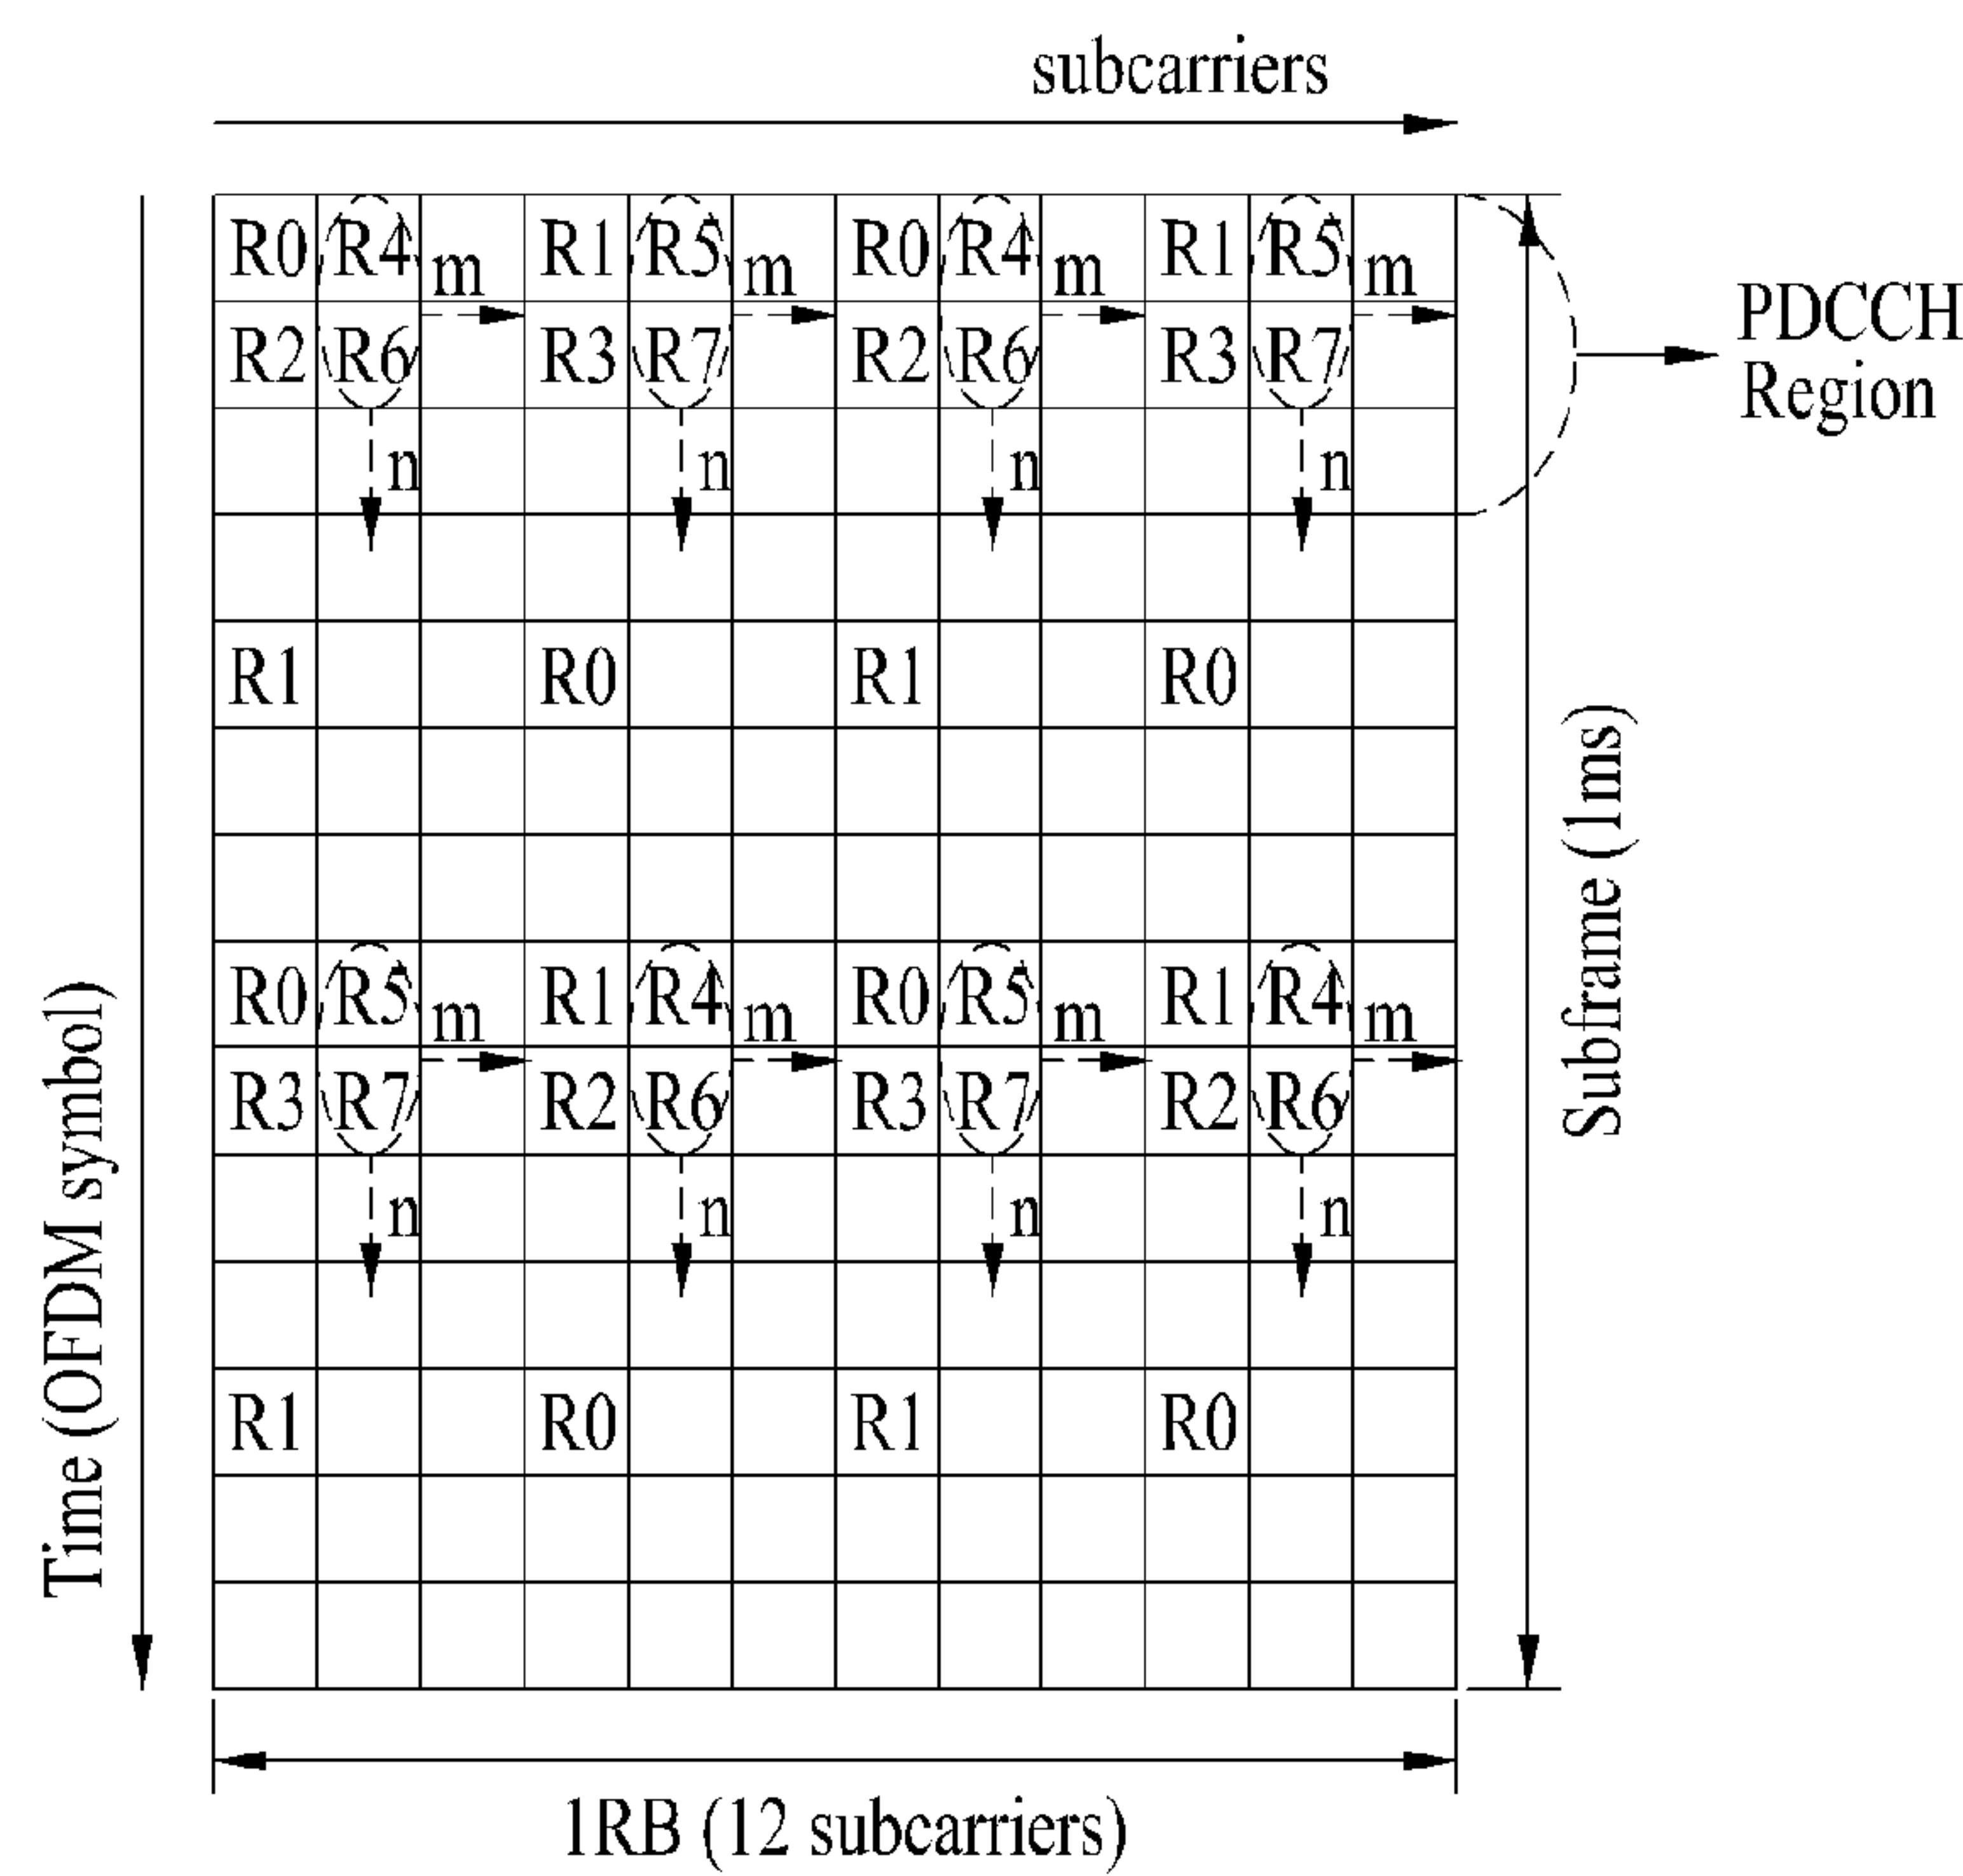 subcarriers
R0 R4 R1 R5 R0 R4 R1 R5
m m m m
PDCCH
R2 R6 R3 R7 R2 R6 R3 R7
Region
n n n n
R1 R0 R1 R0
Subframe (1ms)
R0 R5 R1 R4 R0 R5 R1 R4
m m m m
R3 R7 R2 R6 R3 R7 R2 R6
n n n n
Time (OFDM symbol)
R1 R0 R1 R0
1RB (12 subcarriers)